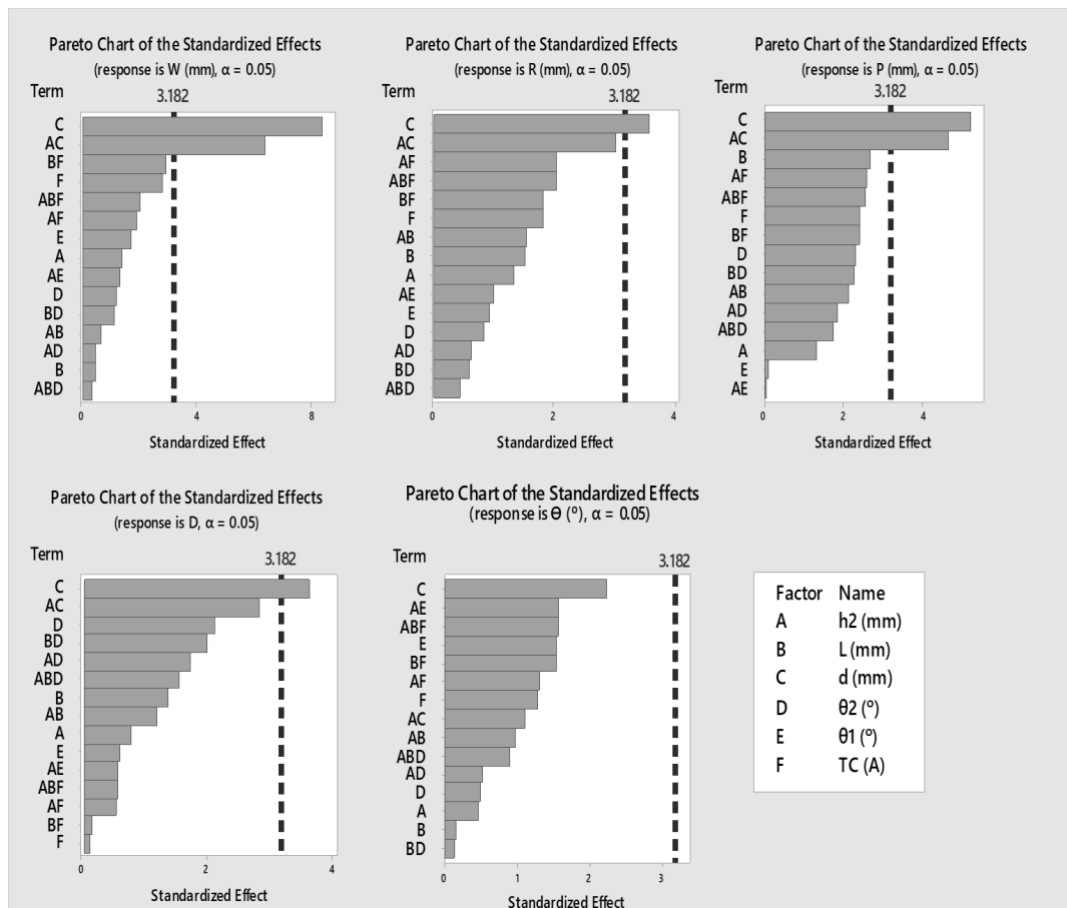 Pareto Chart of the Standardized Effects
(response is W (mm), α = 0.05)
Term
3.182
C
AC
BF
F
ABF
AF
E
A
AE
D
BD
AB
AD
B
ABD
0 4 8
Standardized Effect
Pareto Chart of the Standardized Effects
(response is R (mm), α = 0.05)
Term
3.182
C
AC
AF
ABF
BF
F
AB
B
A
AE
E
D
AD
BD
ABD
0 2 4
Standardized Effect
Pareto Chart of the Standardized Effects
(response is P (mm), α = 0.05)
Term
3.182
C
AC
B
AF
ABF
F
BF
D
BD
AB
AD
ABD
A
E
AE
0 2 4
Standardized Effect
Pareto Chart of the Standardized Effects
(response is D, α = 0.05)
Term
3.182
C
AC
D
BD
AD
ABD
B
AB
A
E
AE
ABF
AF
BF
F
0 2 4
Standardized Effect
Pareto Chart of the Standardized Effects
(response is Θ (°), α = 0.05)
Term
3.182
C
AE
ABF
E
BF
AF
F
AC
AB
ABD
AD
D
A
B
BD
0 1 2 3
Standardized Effect
Factor Name
A h2 (mm)
B L (mm)
C d (mm)
D θ2 (°)
E θ1 (°)
F TC (A)